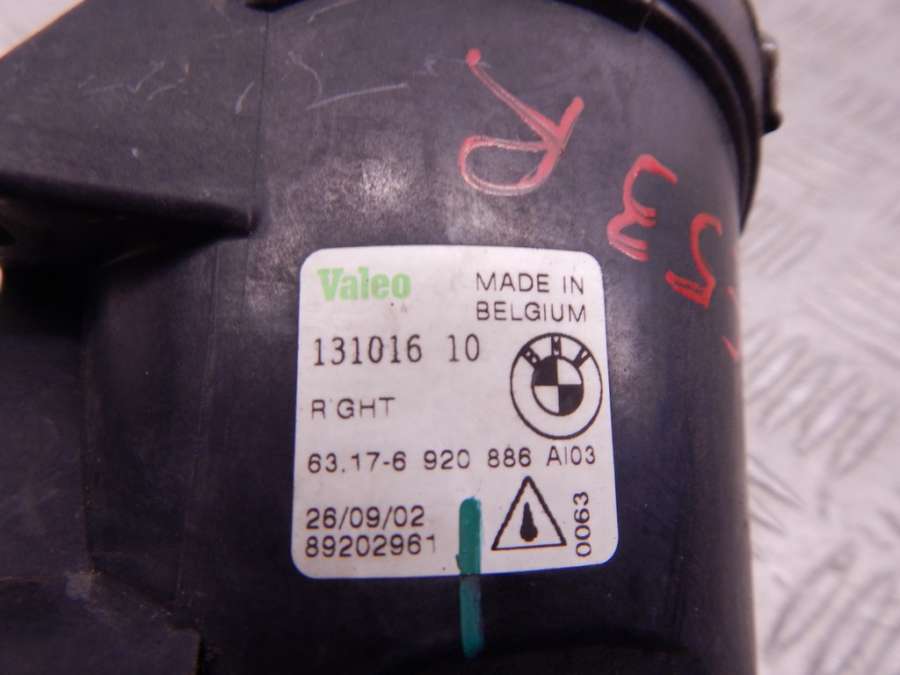 R
E 53
Valeo
MADE IN
BELGIUM
131016 10
BMW
R'GHT
63.17-6 920 886 AI03
26/09/02
89202961
0063